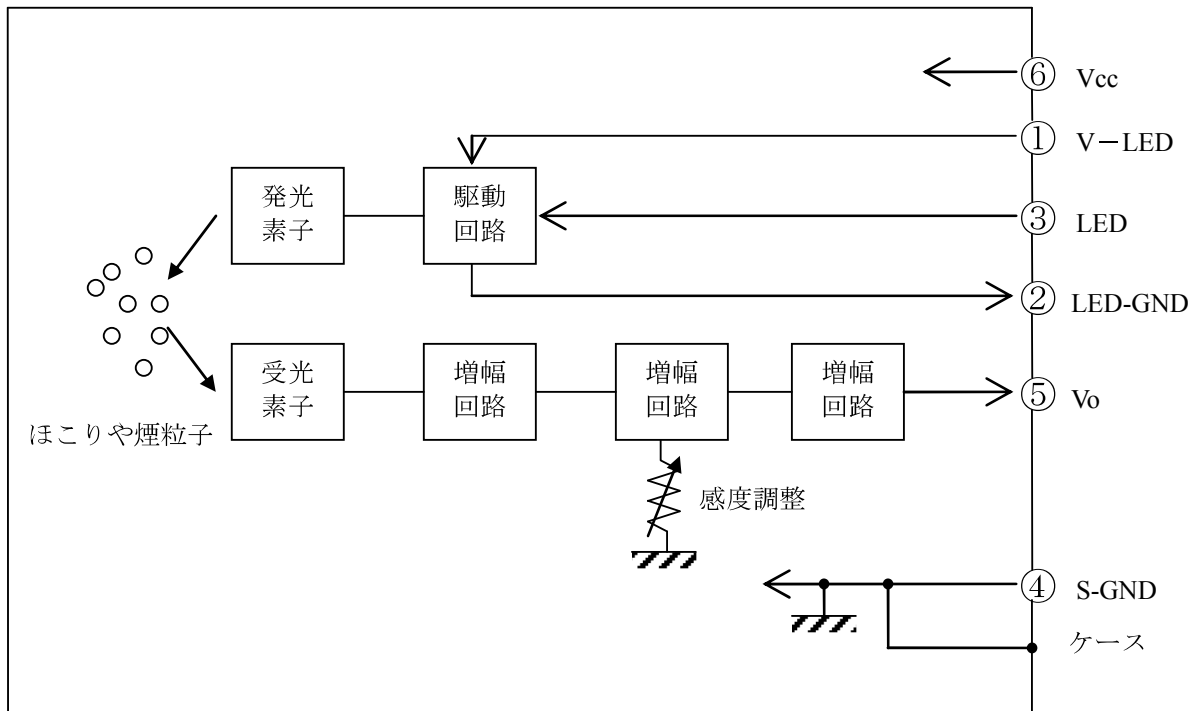 ⑥ Vcc
① V－LED
発光
素子
駆動
回路
③ LED
② LED-GND
受光
素子
増幅
回路
増幅
回路
増幅
回路
⑤ Vo
ほこりや煙粒子
感度調整
④ S-GND
ケース